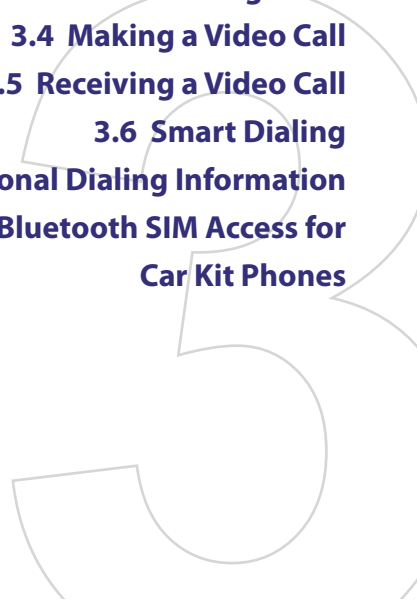 3.4 Making a Video Call
.5 Receiving a Video Call
3.6 Smart Dialing
onal Dialing Information
Bluetooth SIM Access for
Car Kit Phones
3